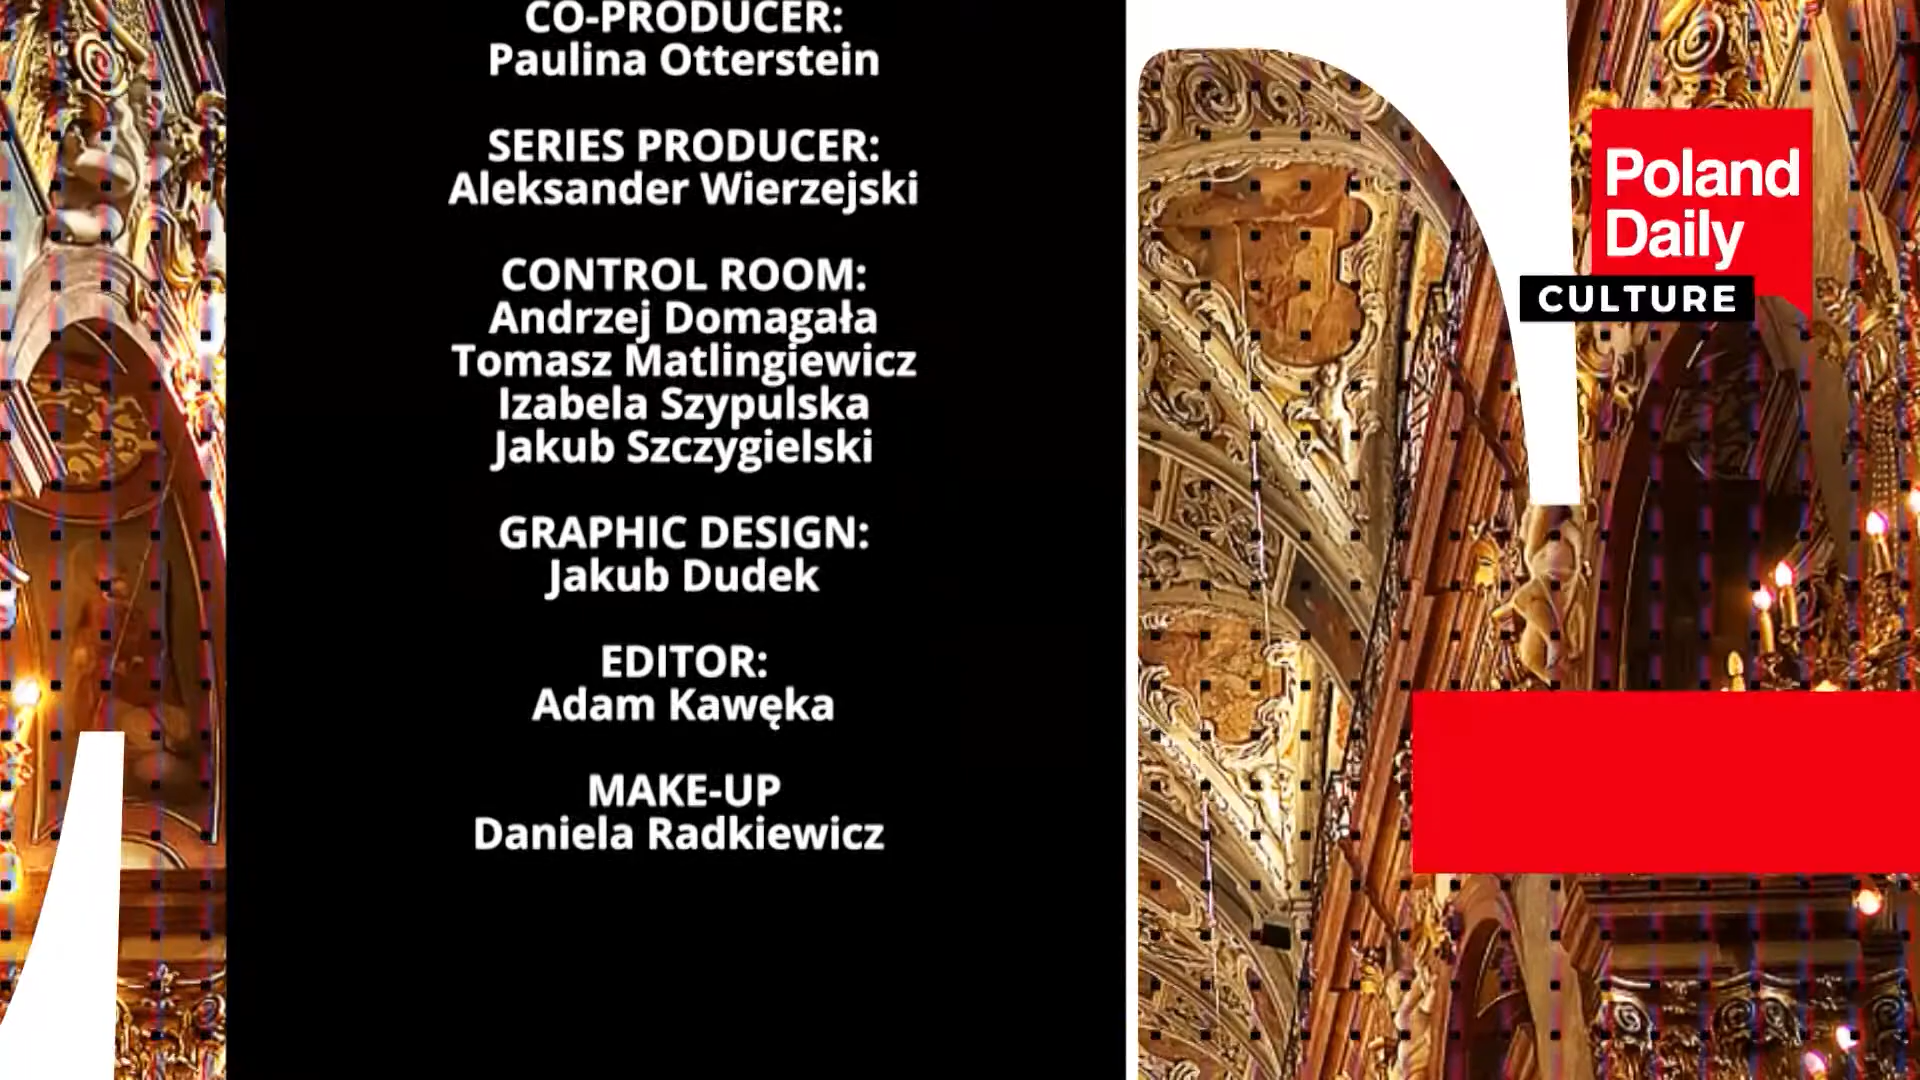 CO-PRODUCER:
Paulina Otterstein
SERIES PRODUCER:
Aleksander Wierzejski
CONTROL ROOM:
Andrzej Domagała
Tomasz Matlingiewicz
Izabela Szypulska
Jakub Szczygielski
GRAPHIC DESIGN:
Jakub Dudek
EDITOR:
Adam Kawęka
MAKE-UP
Daniela Radkiewicz
Poland
Daily
CULTURE